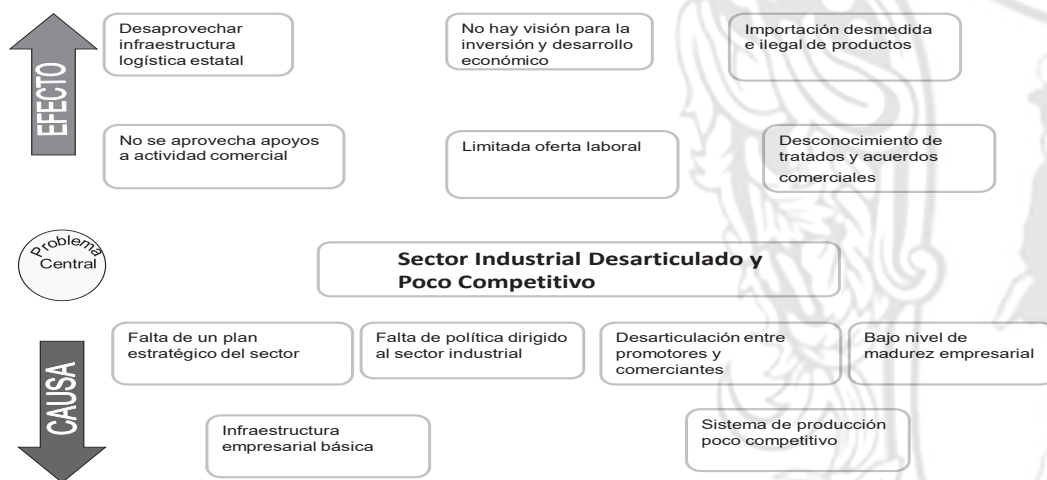 EFECTO
Desaprovechar
infraestructura
logística estatal
No hay visión para la
inversión y desarrollo
económico
Importación desmedida
e ilegal de productos
No se aprovecha apoyos
a actividad comercial
Limitada oferta laboral
Desconocimiento de
tratados y acuerdos
comerciales
Problema
Central
Sector Industrial Desarticulado y
Poco Competitivo
CAUSA
Falta de un plan
estratégico del sector
Falta de política dirigido
al sector industrial
Desarticulación entre
promotores y
comerciantes
Bajo nivel de
madurez empresarial
Infraestructura
empresarial básica
Sistema de producción
poco competitivo